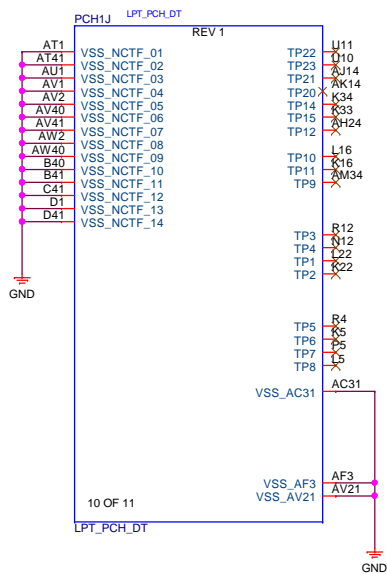 PCH1J LPT_PCH_DT
REV 1
AT1 VSS_NCTF_01
AT41 VSS_NCTF_02
AU1 VSS_NCTF_03
AV1 VSS_NCTF_04
AV2 VSS_NCTF_05
AV40 VSS_NCTF_06
AV41 VSS_NCTF_07
AW2 VSS_NCTF_08
AW40 VSS_NCTF_09
B40 VSS_NCTF_10
B41 VSS_NCTF_11
C41 VSS_NCTF_12
D1 VSS_NCTF_13
D41 VSS_NCTF_14
GND
TP22 U11
TP23 U10
TP21 AJ14
TP20 AK14
TP14 K34
TP15 K33
TP12 AH24
TP10 L16
TP11 K16
TP9 AM34
TP3 R12
TP4 N12
TP1 L22
TP2 K22
TP5 R4
TP6 K5
TP7 P5
TP8 L5
VSS_AC31 AC31
VSS_AF3 AF3
VSS_AV21 AV21
10 OF 11
LPT_PCH_DT
GND